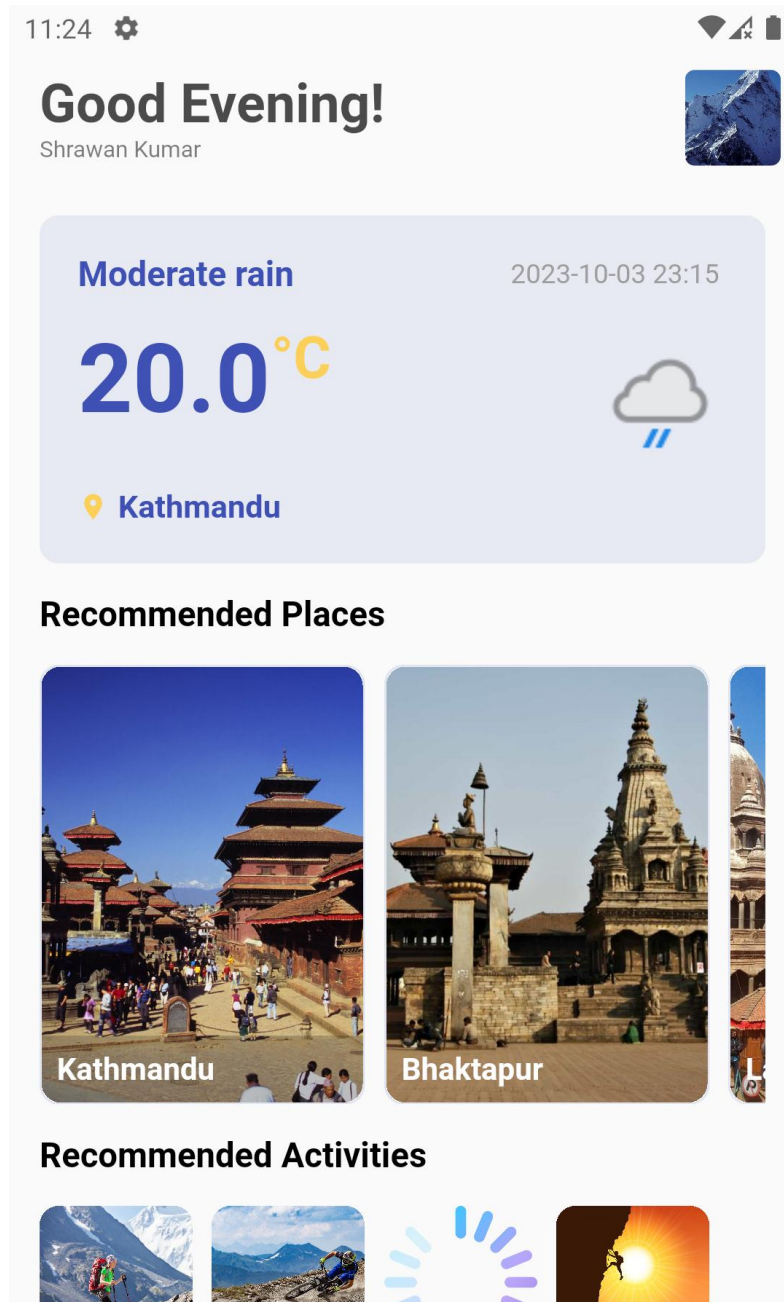 11:24
Good Evening!
Shrawan Kumar
Moderate rain
2023-10-03 23:15
20.0°C
Kathmandu
Recommended Places
Kathmandu
Bhaktapur
Recommended Activities